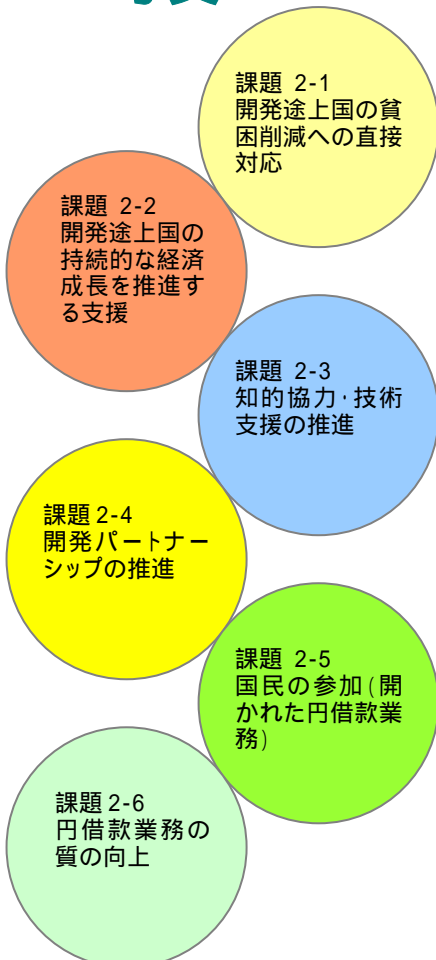 課題 2-1
開発途上国の貧
困削減への直接
対応
課題 2-2
開発途上国の
持続的な経済
成長を推進す
る支援
課題 2-3
知的協力・技術
支援の推進
課題 2-4
開発パートナー
シップの推進
課題 2-5
国民の参加(開
かれた円借款業
務)
課題 2-6
円借款業務の
質の向上